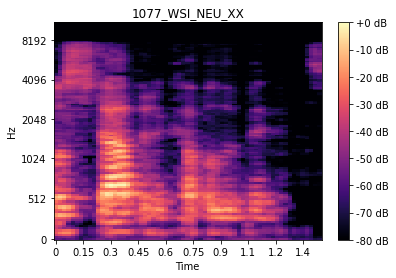 1077_WSI_NEU_XX
8192
4096
2048
1024
512
0
Hz
0 0.15 0.3 0.45 0.6 0.75 0.9 1.1 1.2 1.4
Time
+0 dB
-10 dB
-20 dB
-30 dB
-40 dB
-50 dB
-60 dB
-70 dB
-80 dB